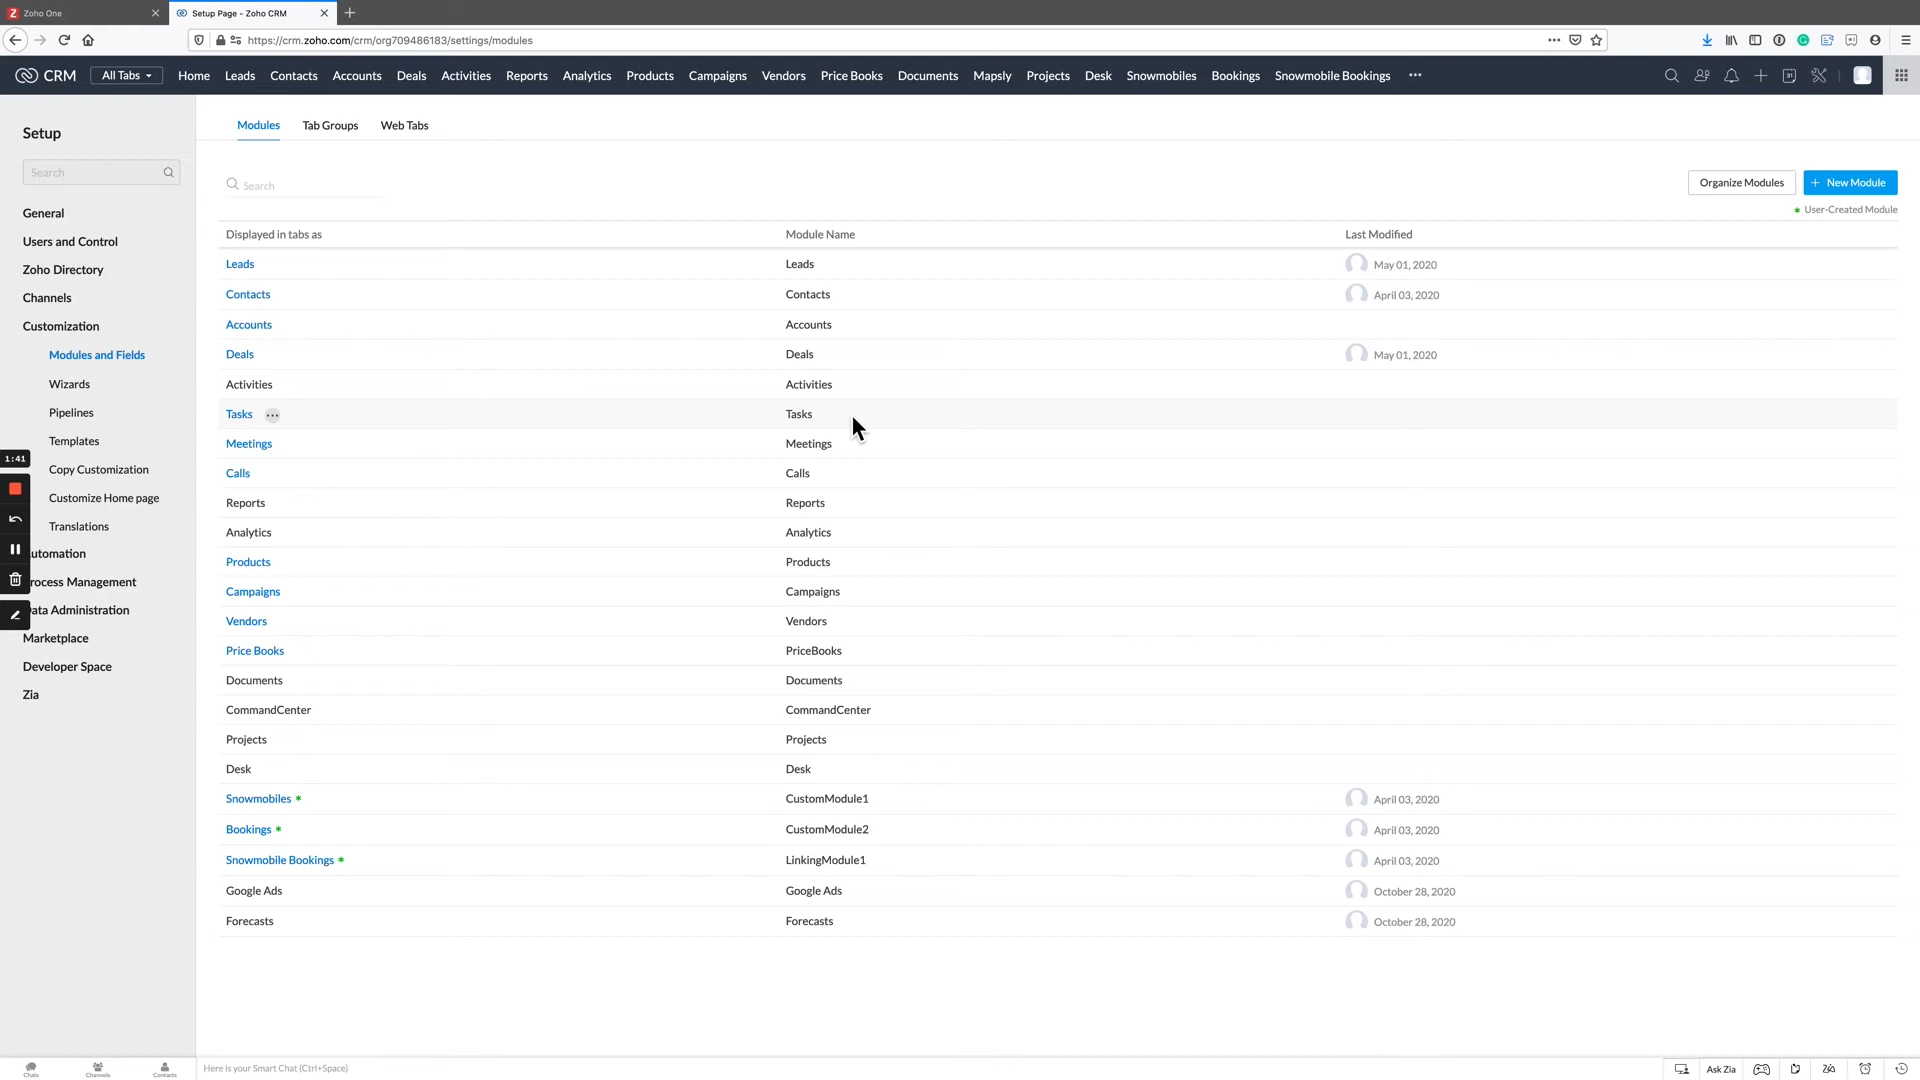 Zoho One
Setup Page - Zoho CRM
https://crm.zoho.com/crm/org709486183/settings/modules
CRM All Tabs Home Leads Contacts Accounts Deals Activities Reports Analytics Products Campaigns Vendors Price Books Documents Mapsly Projects Desk Snowmobiles Bookings Snowmobile Bookings
Setup
Search
General
Users and Control
Zoho Directory
Channels
Customization
Modules and Fields
Wizards
Pipelines
Templates
Copy Customization
Customize Home page
Translations
utomation
rocess Management
ata Administration
Marketplace
Developer Space
Zia
1:41
Modules Tab Groups Web Tabs
Search
Organize Modules
+ New Module
* User-Created Module
Displayed in tabs as Module Name Last Modified
Leads Leads May 01, 2020
Contacts Contacts April 03, 2020
Accounts Accounts
Deals Deals May 01, 2020
Activities Activities
Tasks ... Tasks
Meetings Meetings
Calls Calls
Reports Reports
Analytics Analytics
Products Products
Campaigns Campaigns
Vendors Vendors
Price Books PriceBooks
Documents Documents
CommandCenter CommandCenter
Projects Projects
Desk Desk
Snowmobiles * CustomModule1 April 03, 2020
Bookings * CustomModule2 April 03, 2020
Snowmobile Bookings * LinkingModule1 April 03, 2020
Google Ads Google Ads October 28, 2020
Forecasts Forecasts October 28, 2020
Chats Channels Contacts
Here is your Smart Chat (Ctrl+Space)
Ask Zia